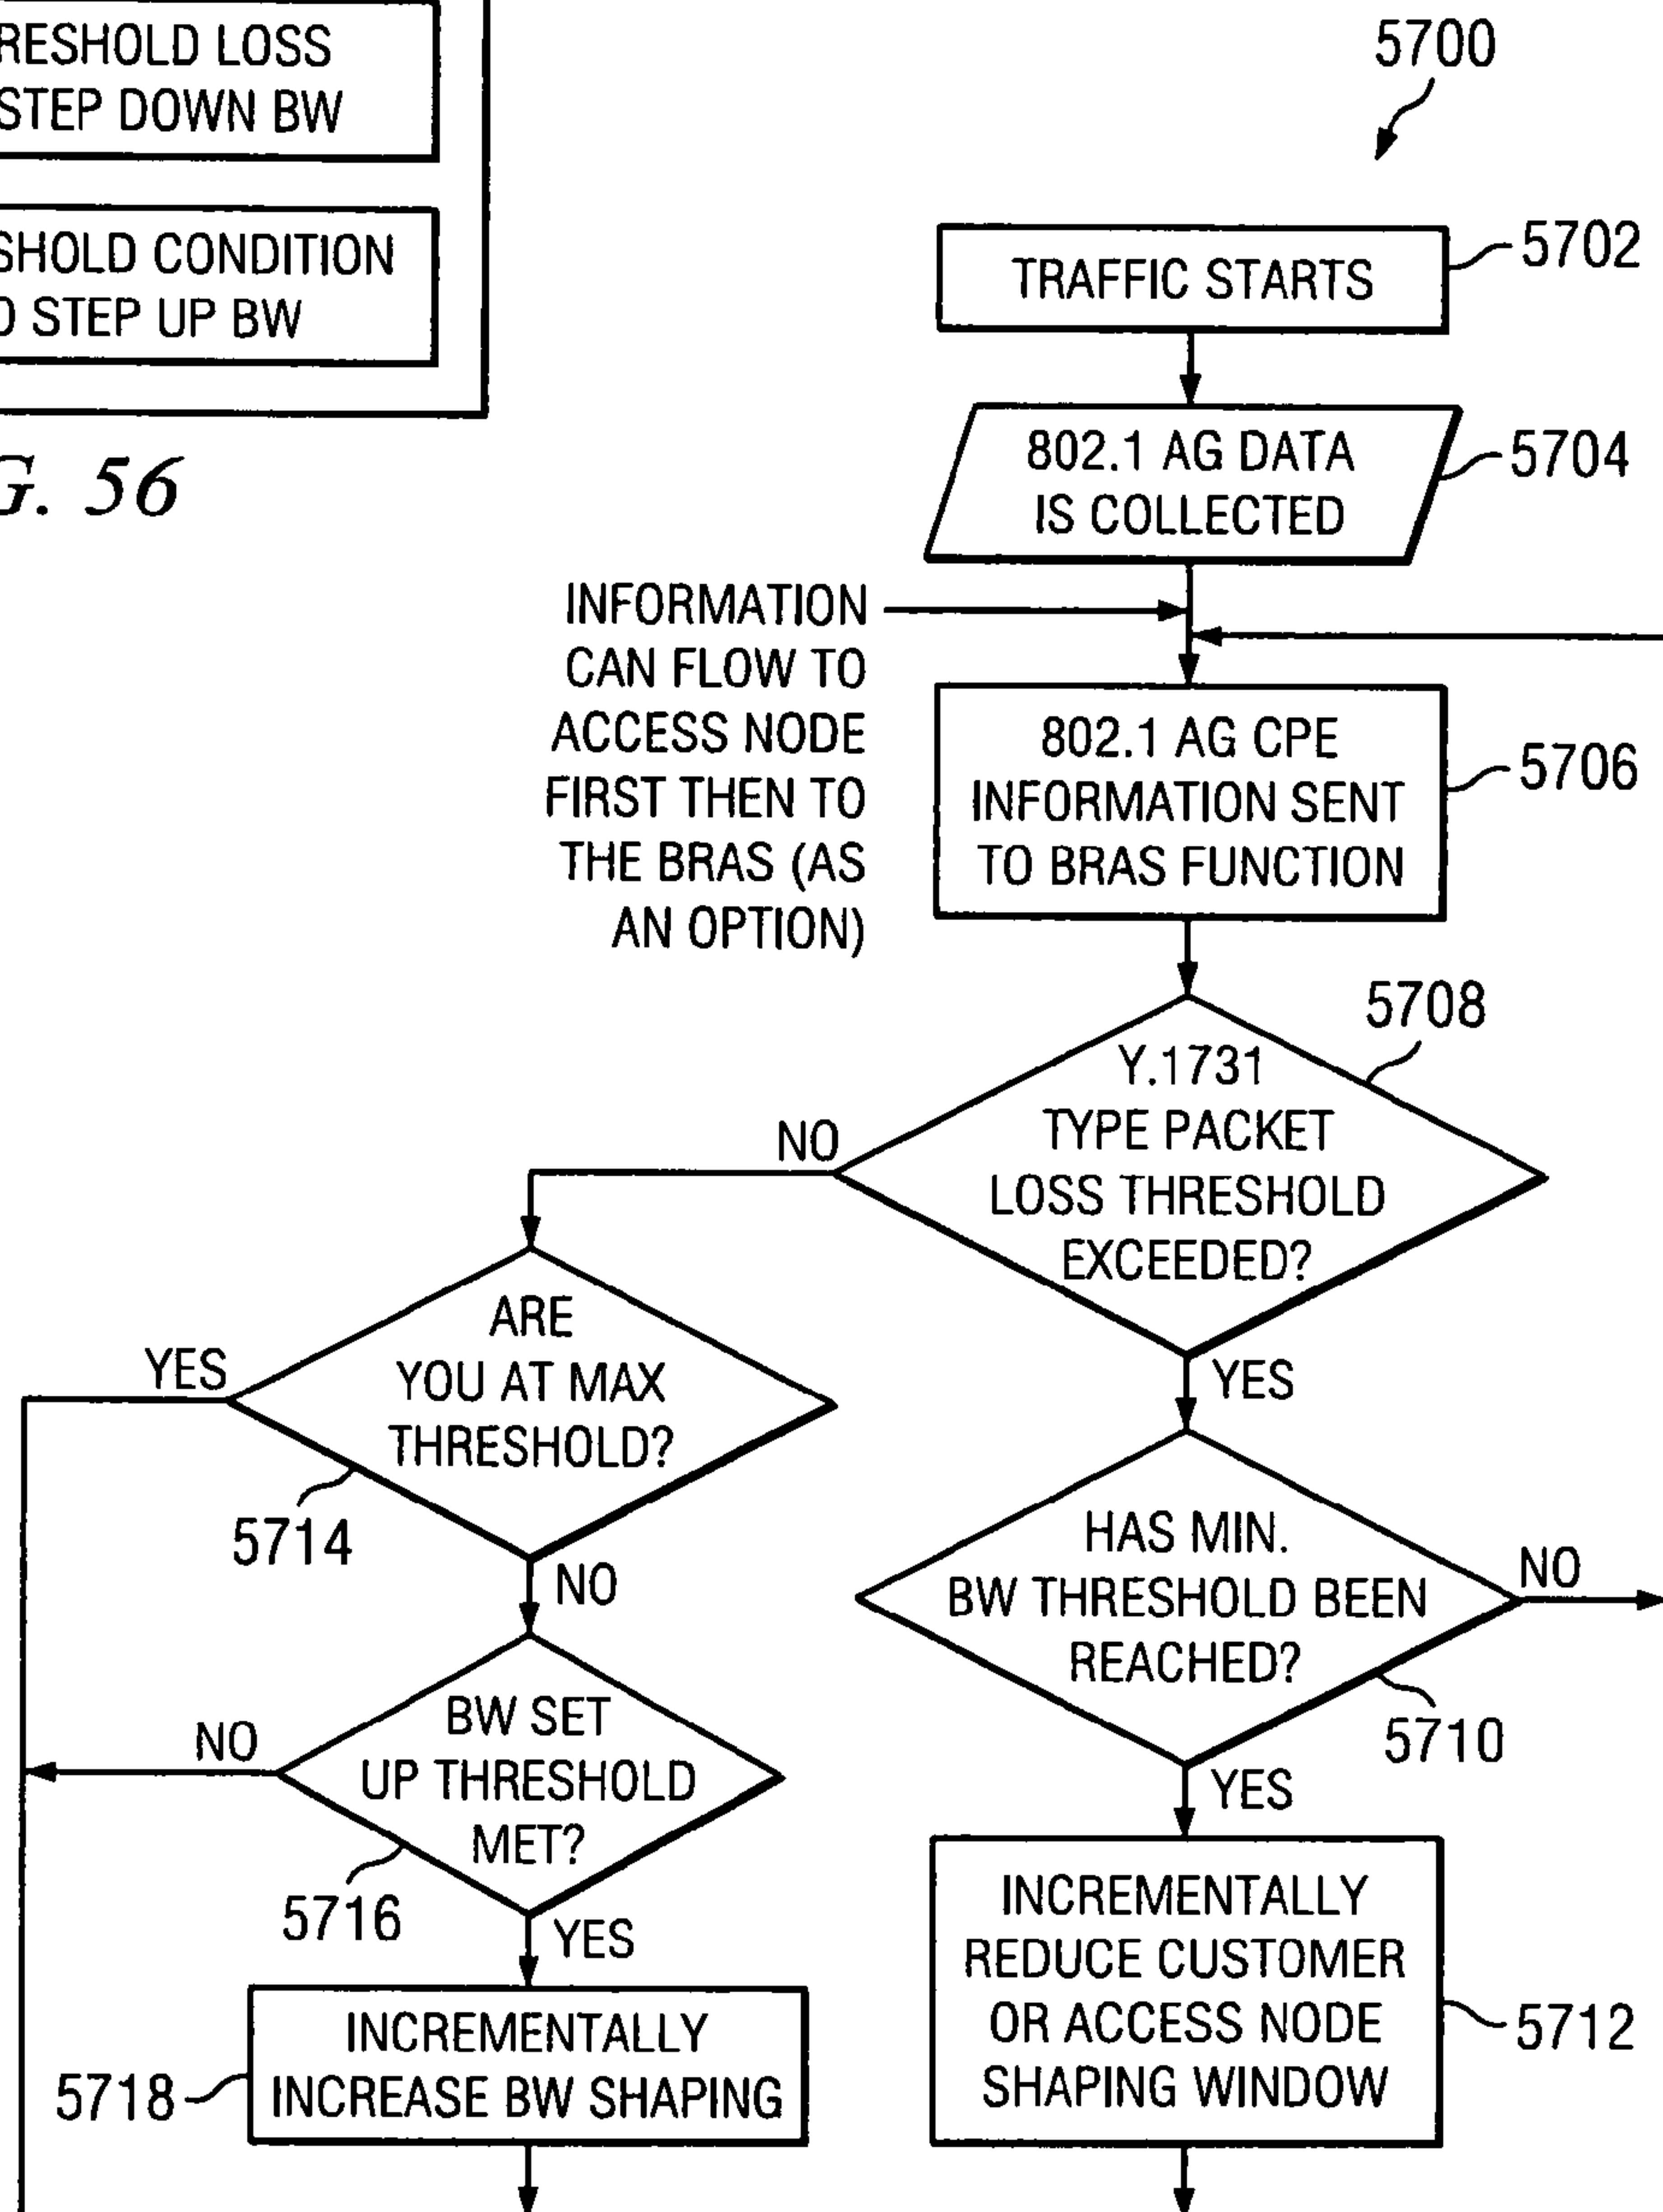 RESHOLD LOSS
STEP DOWN BW
SHOLD CONDITION
O STEP UP BW
G. 56
5700
TRAFFIC STARTS
5702
802.1 AG DATA
IS COLLECTED
5704
INFORMATION
CAN FLOW TO
ACCESS NODE
FIRST THEN TO
THE BRAS (AS
AN OPTION)
802.1 AG CPE
INFORMATION SENT
TO BRAS FUNCTION
5706
5708
Y.1731
TYPE PACKET
LOSS THRESHOLD
EXCEEDED?
NO
YES
ARE
YOU AT MAX
THRESHOLD?
YES
5714
NO
HAS MIN.
BW THRESHOLD BEEN
REACHED?
NO
5710
YES
BW SET
UP THRESHOLD
MET?
NO
5716
YES
INCREMENTALLY
INCREASE BW SHAPING
5718
INCREMENTALLY
REDUCE CUSTOMER
OR ACCESS NODE
SHAPING WINDOW
5712